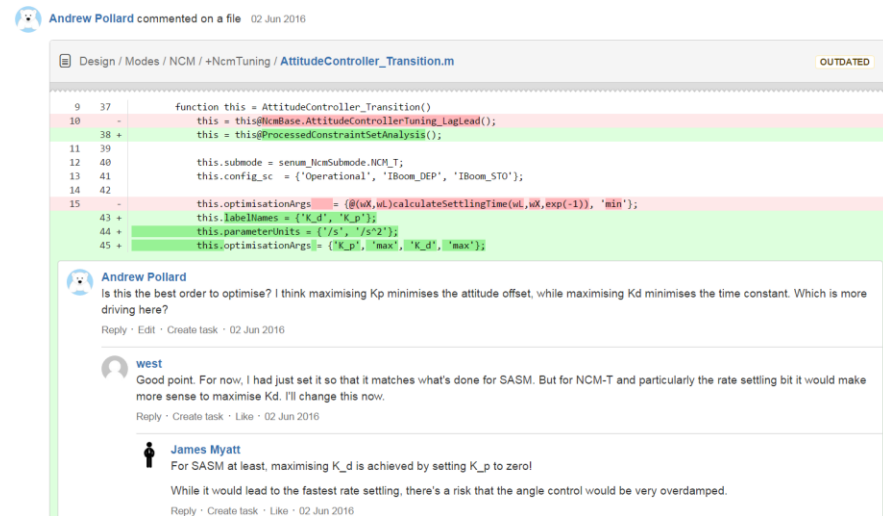 Andrew Pollard commented on a file 02 Jun 2016
Design / Modes / NCM / +NcmTuning / AttitudeController_Transition.m OUTDATED
9 37 function this = AttitudeController_Transition()
10 - this = this@NcmBase.AttitudeControllerTuning_LagLead();
38 + this = this@ProcessedConstraintSetAnalysis();
11 39
12 40 this.submode = senum_NcmSubmode.NCM_T;
13 41 this.config_sc = {'Operational', 'IBoom_DEP', 'IBoom_STO'};
14 42
15 - this.optimisationArgs = {@(wX,wL)calculateSettlingTime(wL,wX,exp(-1)), 'min'};
43 + this.labelNames = {'K_d', 'K_p'};
44 + this.parameterUnits = {'/s', '/s^2'};
45 + this.optimisationArgs = {'K_p', 'max', 'K_d', 'max'};
Andrew Pollard
Is this the best order to optimise? I think maximising Kp minimises the attitude offset, while maximising Kd minimises the time constant. Which is more
driving here?
Reply · Edit · Create task · 02 Jun 2016
west
Good point. For now, I had just set it so that it matches what's done for SASM. But for NCM-T and particularly the rate settling bit it would make
more sense to maximise Kd. I'll change this now.
Reply · Create task · Like · 02 Jun 2016
James Myatt
For SASM at least, maximising K_d is achieved by setting K_p to zero!
While it would lead to the fastest rate settling, there's a risk that the angle control would be very overdamped.
Reply · Create task · Like · 02 Jun 2016